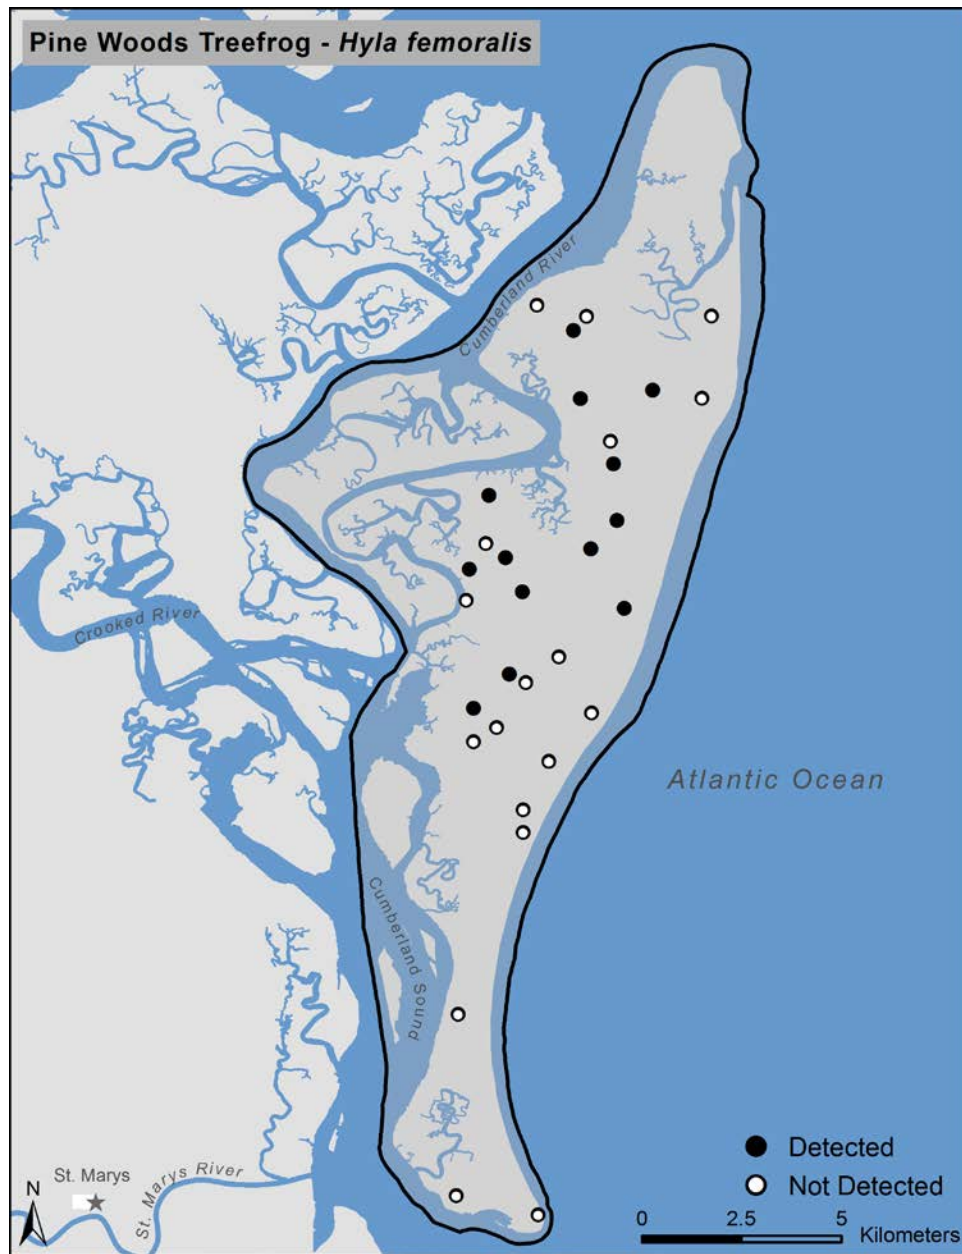 Pine Woods Treefrog - Hyla femoralis
Cumberland River
Crooked River
Atlantic Ocean
Cumberland Sound
St. Marys
St. Marys River
N
Detected
Not Detected
0 2.5 5
Kilometers